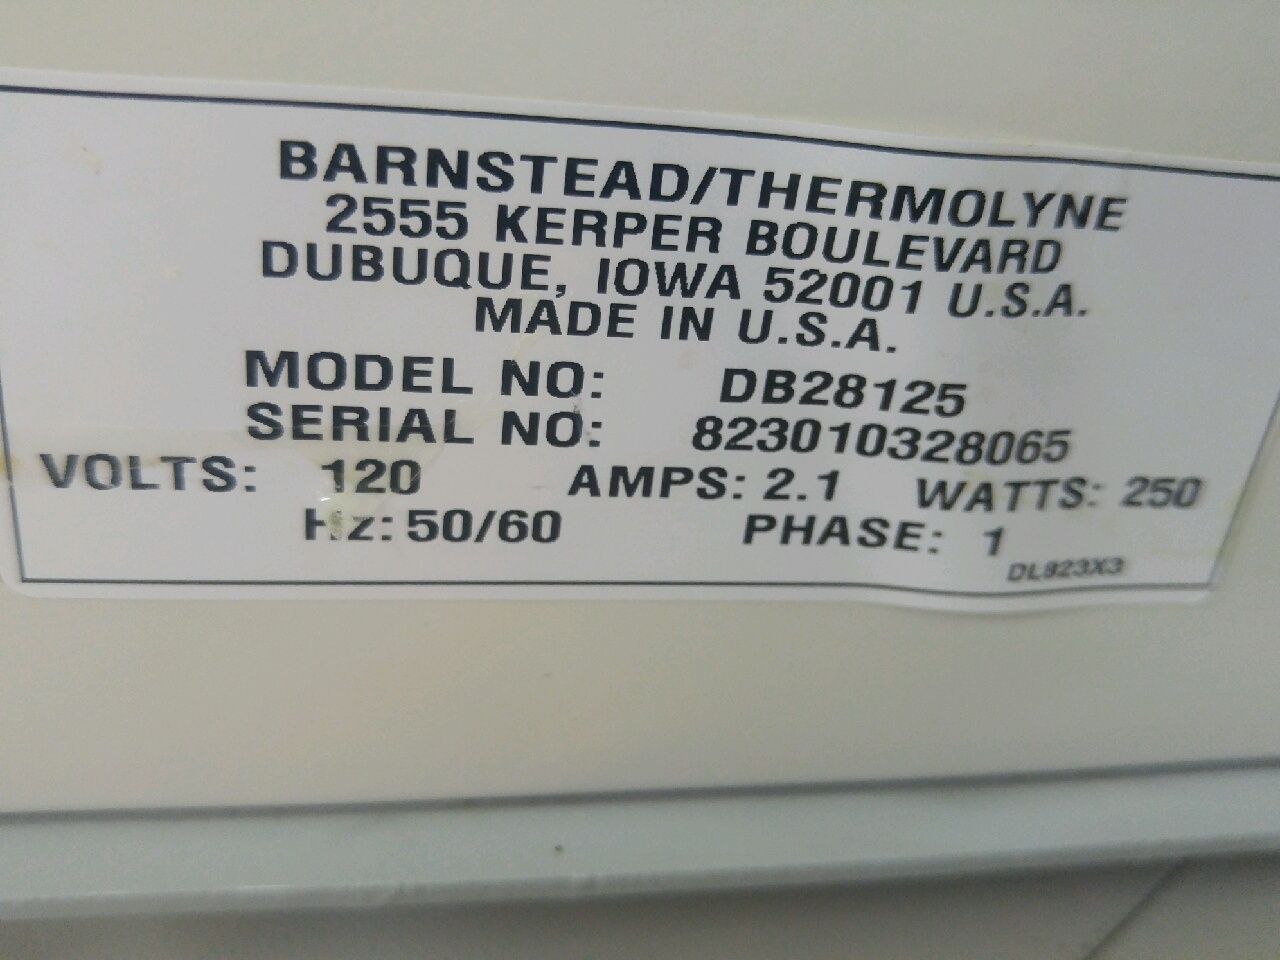 BARNSTEAD/THERMOLYNE
2555 KERPER BOULEVARD
DUBUQUE, IOWA 52001 U.S.A.
MADE IN U.S.A.
MODEL NO: DB28125
SERIAL NO: 823010328065
VOLTS: 120 AMPS: 2.1 WATTS: 250
Hz: 50/60 PHASE: 1
DL823X3